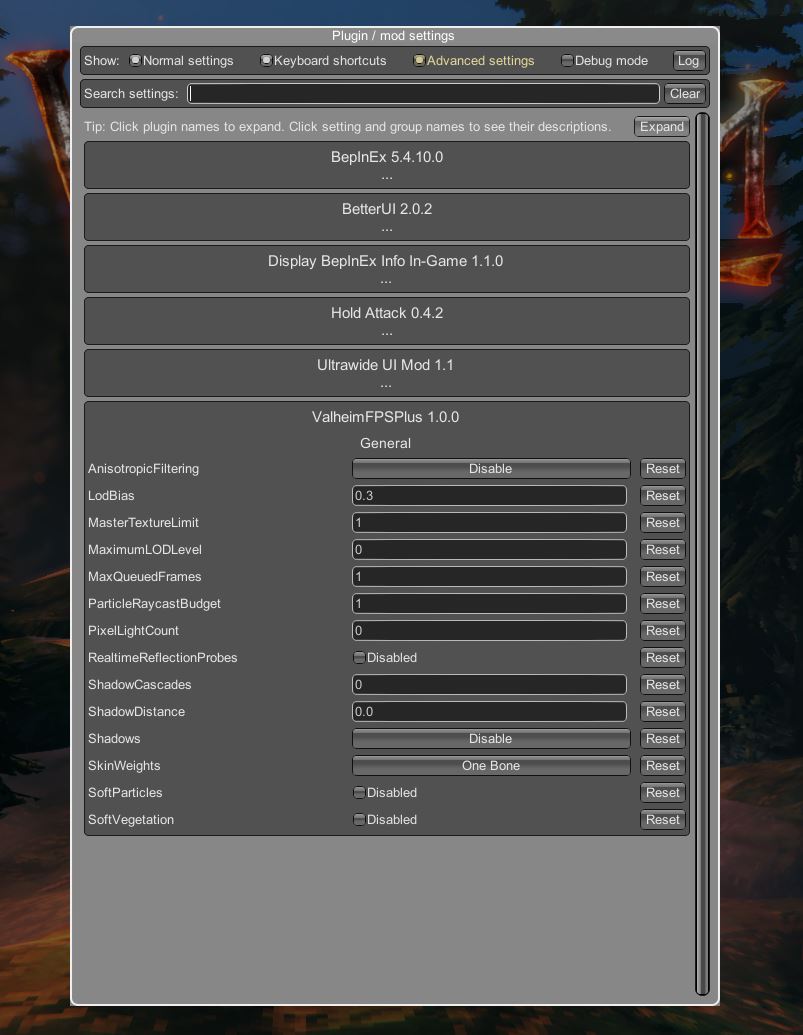 Plugin / mod settings
Show: Normal settings Keyboard shortcuts Advanced settings Debug mode Log
Search settings: Clear
Tip: Click plugin names to expand. Click setting and group names to see their descriptions. Expand
BepInEx 5.4.10.0
...
BetterUI 2.0.2
...
Display BepInEx Info In-Game 1.1.0
...
Hold Attack 0.4.2
...
Ultrawide UI Mod 1.1
...
ValheimFPSPlus 1.0.0
General
AnisotropicFiltering Disable Reset
LodBias 0.3 Reset
MasterTextureLimit 1 Reset
MaximumLODLevel 0 Reset
MaxQueuedFrames 1 Reset
ParticleRaycastBudget 1 Reset
PixelLightCount 0 Reset
RealtimeReflectionProbes Disabled Reset
ShadowCascades 0 Reset
ShadowDistance 0.0 Reset
Shadows Disable Reset
SkinWeights One Bone Reset
SoftParticles Disabled Reset
SoftVegetation Disabled Reset